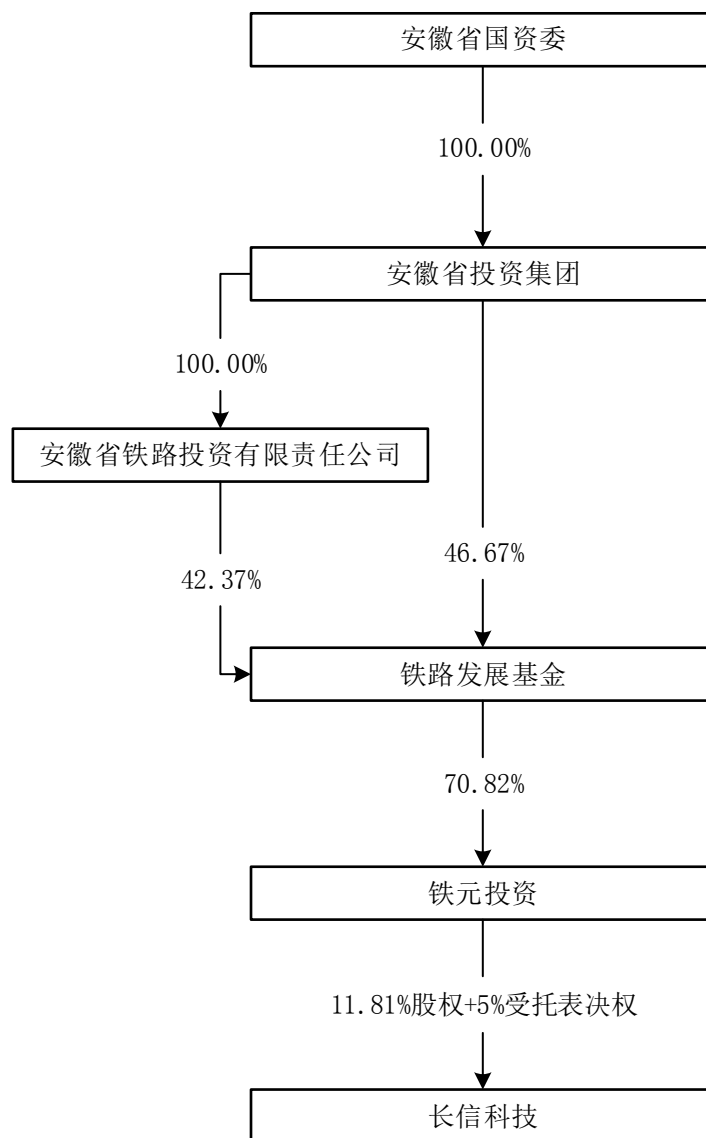 安徽省国资委
100.00%
安徽省投资集团
100.00%
安徽省铁路投资有限责任公司
42.37%
46.67%
铁路发展基金
70.82%
铁元投资
11.81%股权+5%受托表决权
长信科技